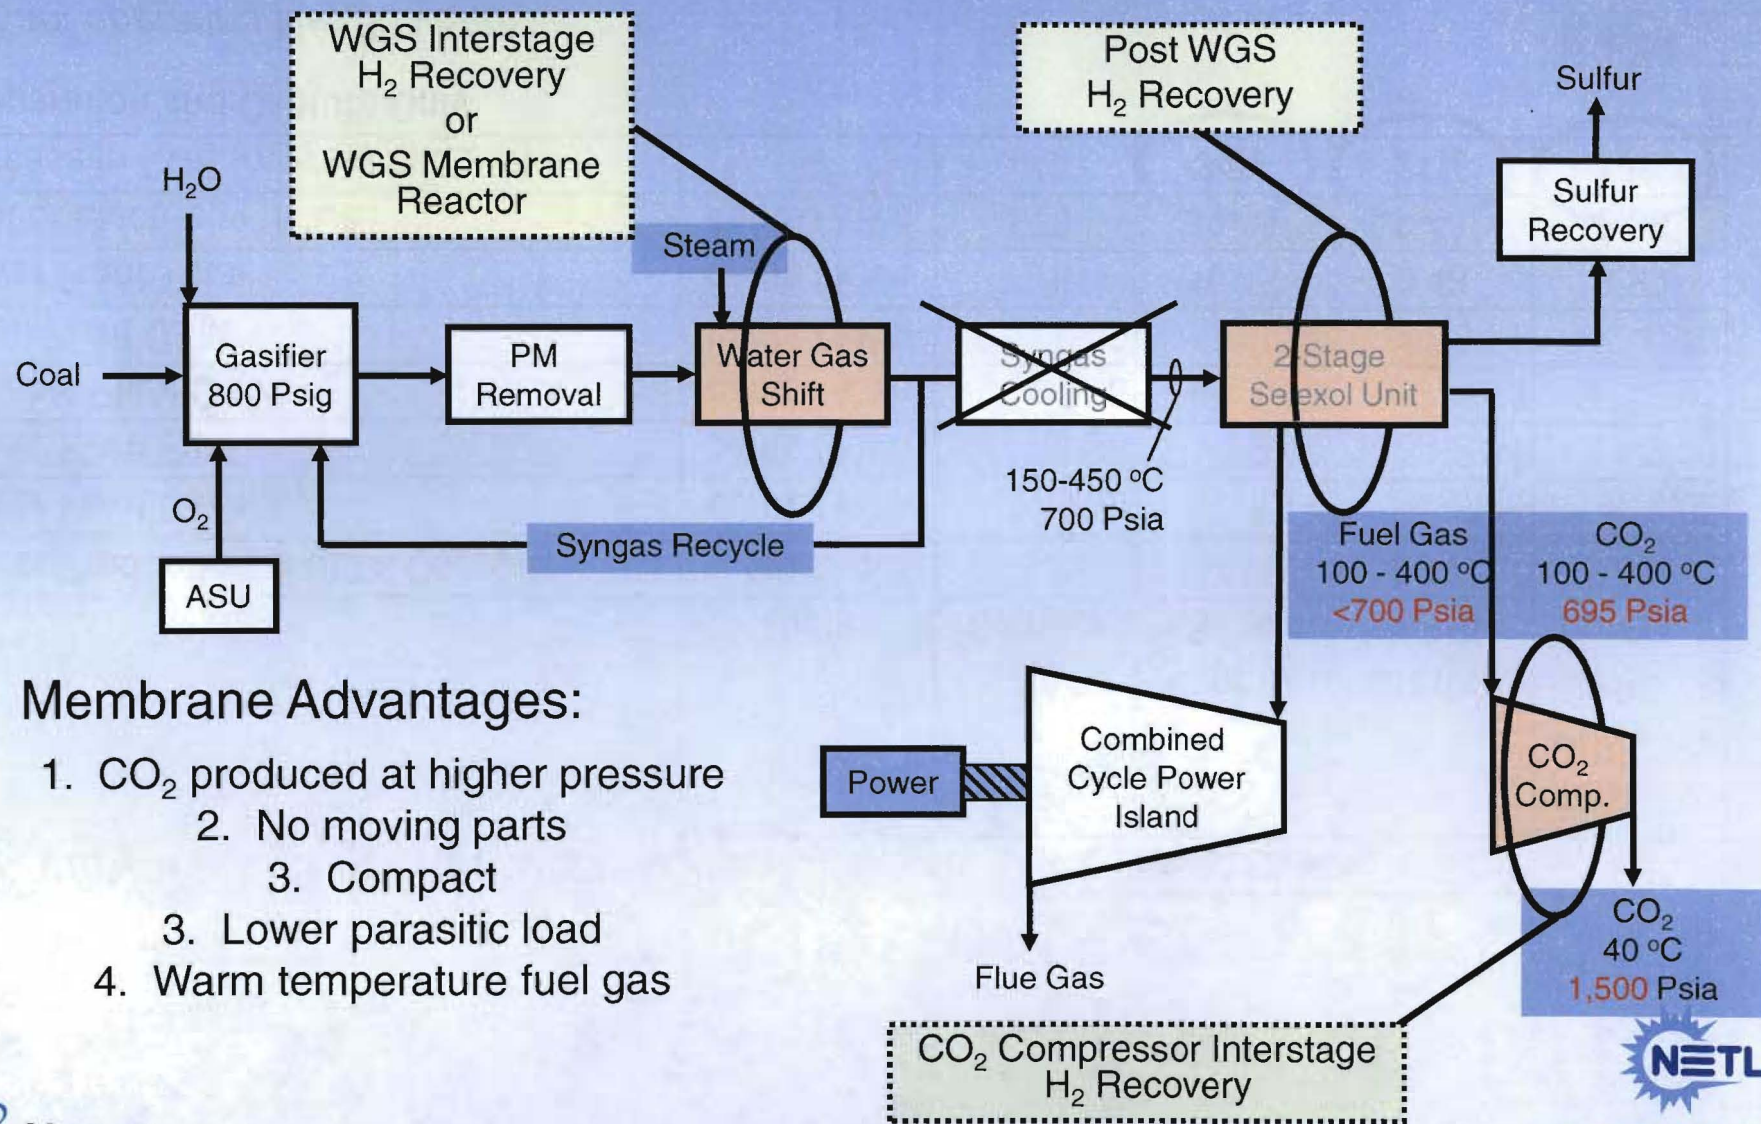 WGS Interstage
H₂ Recovery
or
WGS Membrane
Reactor
Post WGS
H₂ Recovery
Sulfur
Sulfur
Recovery
H₂O
Steam
Coal
Gasifier
800 Psig
PM
Removal
Water Gas
Shift
Syngas
Cooling
2-Stage
Selexol Unit
150-450 ºC
700 Psia
O₂
Syngas Recycle
ASU
Fuel Gas
100 - 400 ºC
<700 Psia
CO₂
100 - 400 ºC
695 Psia
Membrane Advantages:
1. CO₂ produced at higher pressure
2. No moving parts
3. Compact
3. Lower parasitic load
4. Warm temperature fuel gas
Power
Combined
Cycle Power
Island
CO₂
Comp.
Flue Gas
CO₂
40 ºC
1,500 Psia
CO₂ Compressor Interstage
H₂ Recovery
NETL